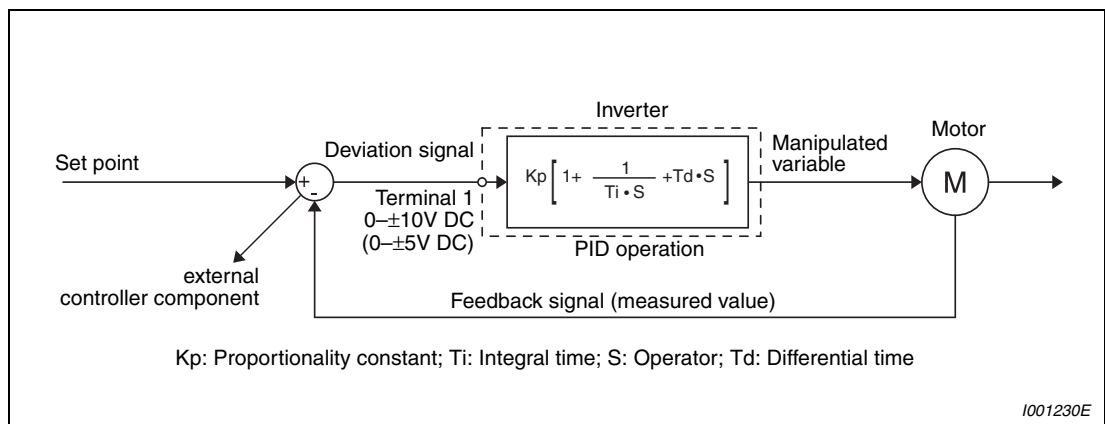 Inverter
Motor
Set point
Deviation signal
Manipulated
variable
+
-
Kp[1+ 1/Ti•S +Td•S]
M
Terminal 1
0–±10V DC
(0–±5V DC)
PID operation
external
controller component
Feedback signal (measured value)
Kp: Proportionality constant; Ti: Integral time; S: Operator; Td: Differential time
I001230E